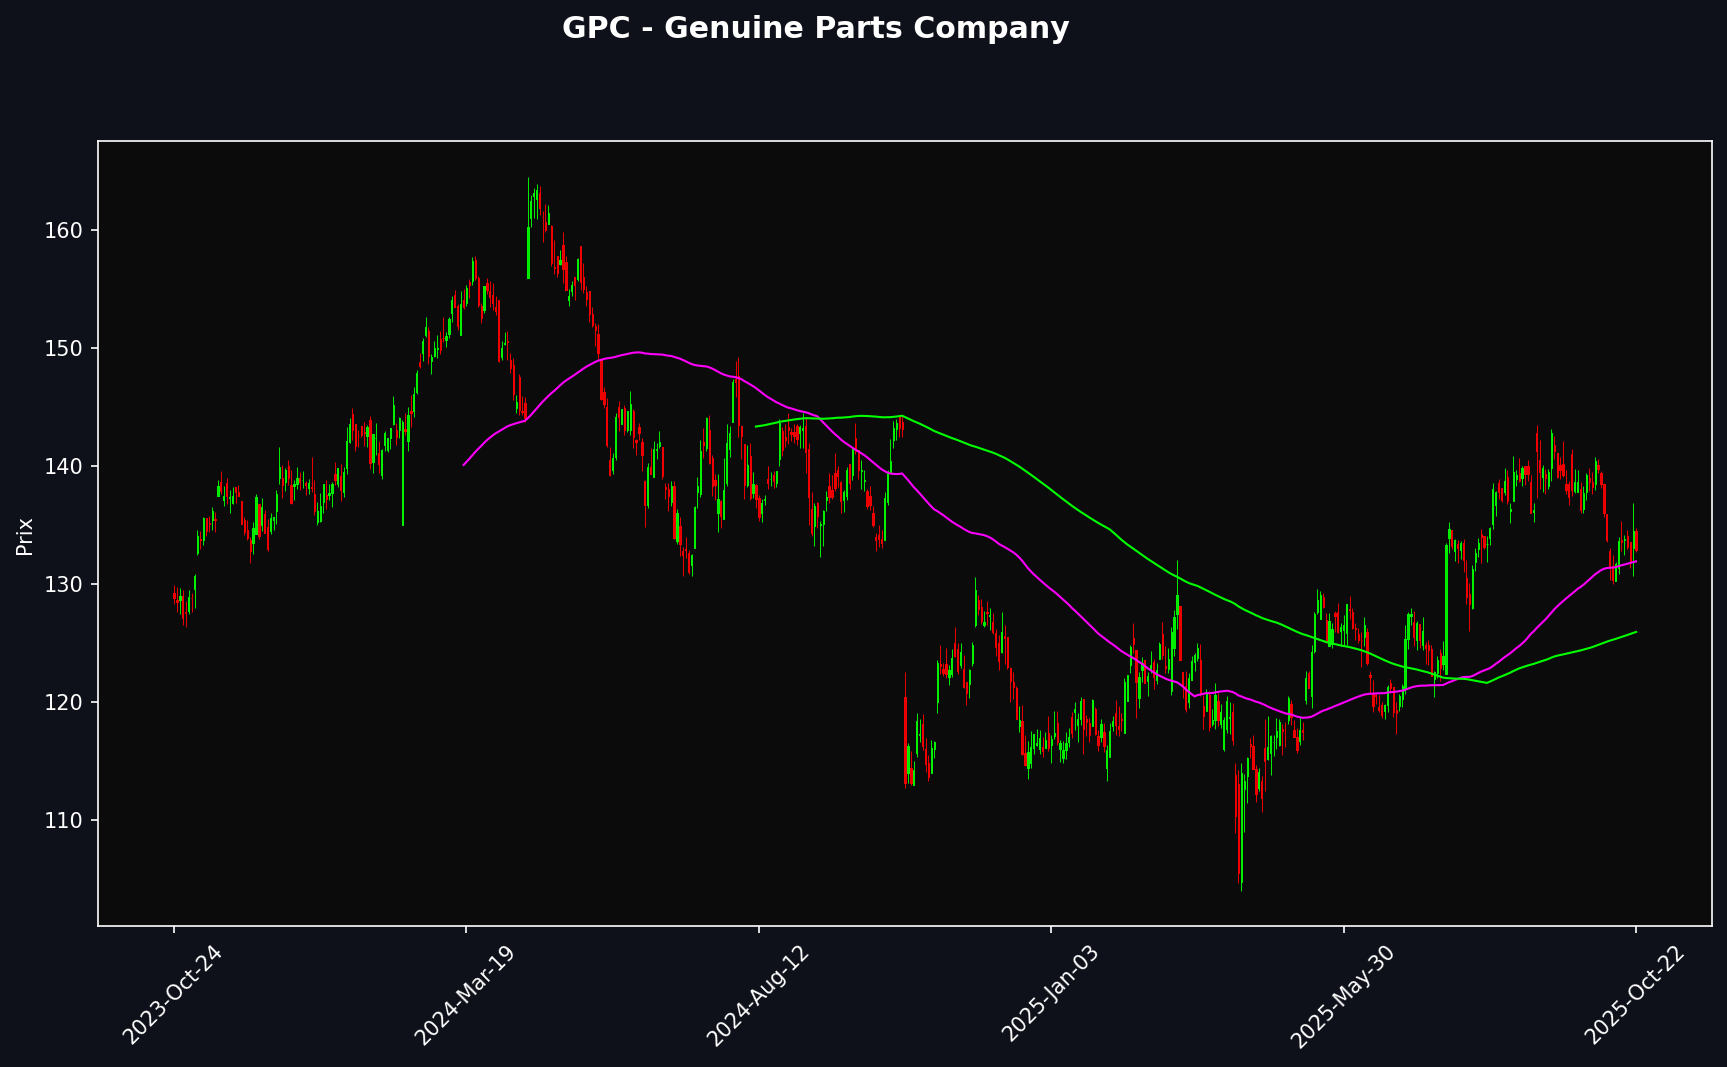 GPC - Genuine Parts Company
Prix
160
150
140
130
120
110
2023-Oct-24
2024-Mar-19
2024-Aug-12
2025-Jan-03
2025-May-30
2025-Oct-22